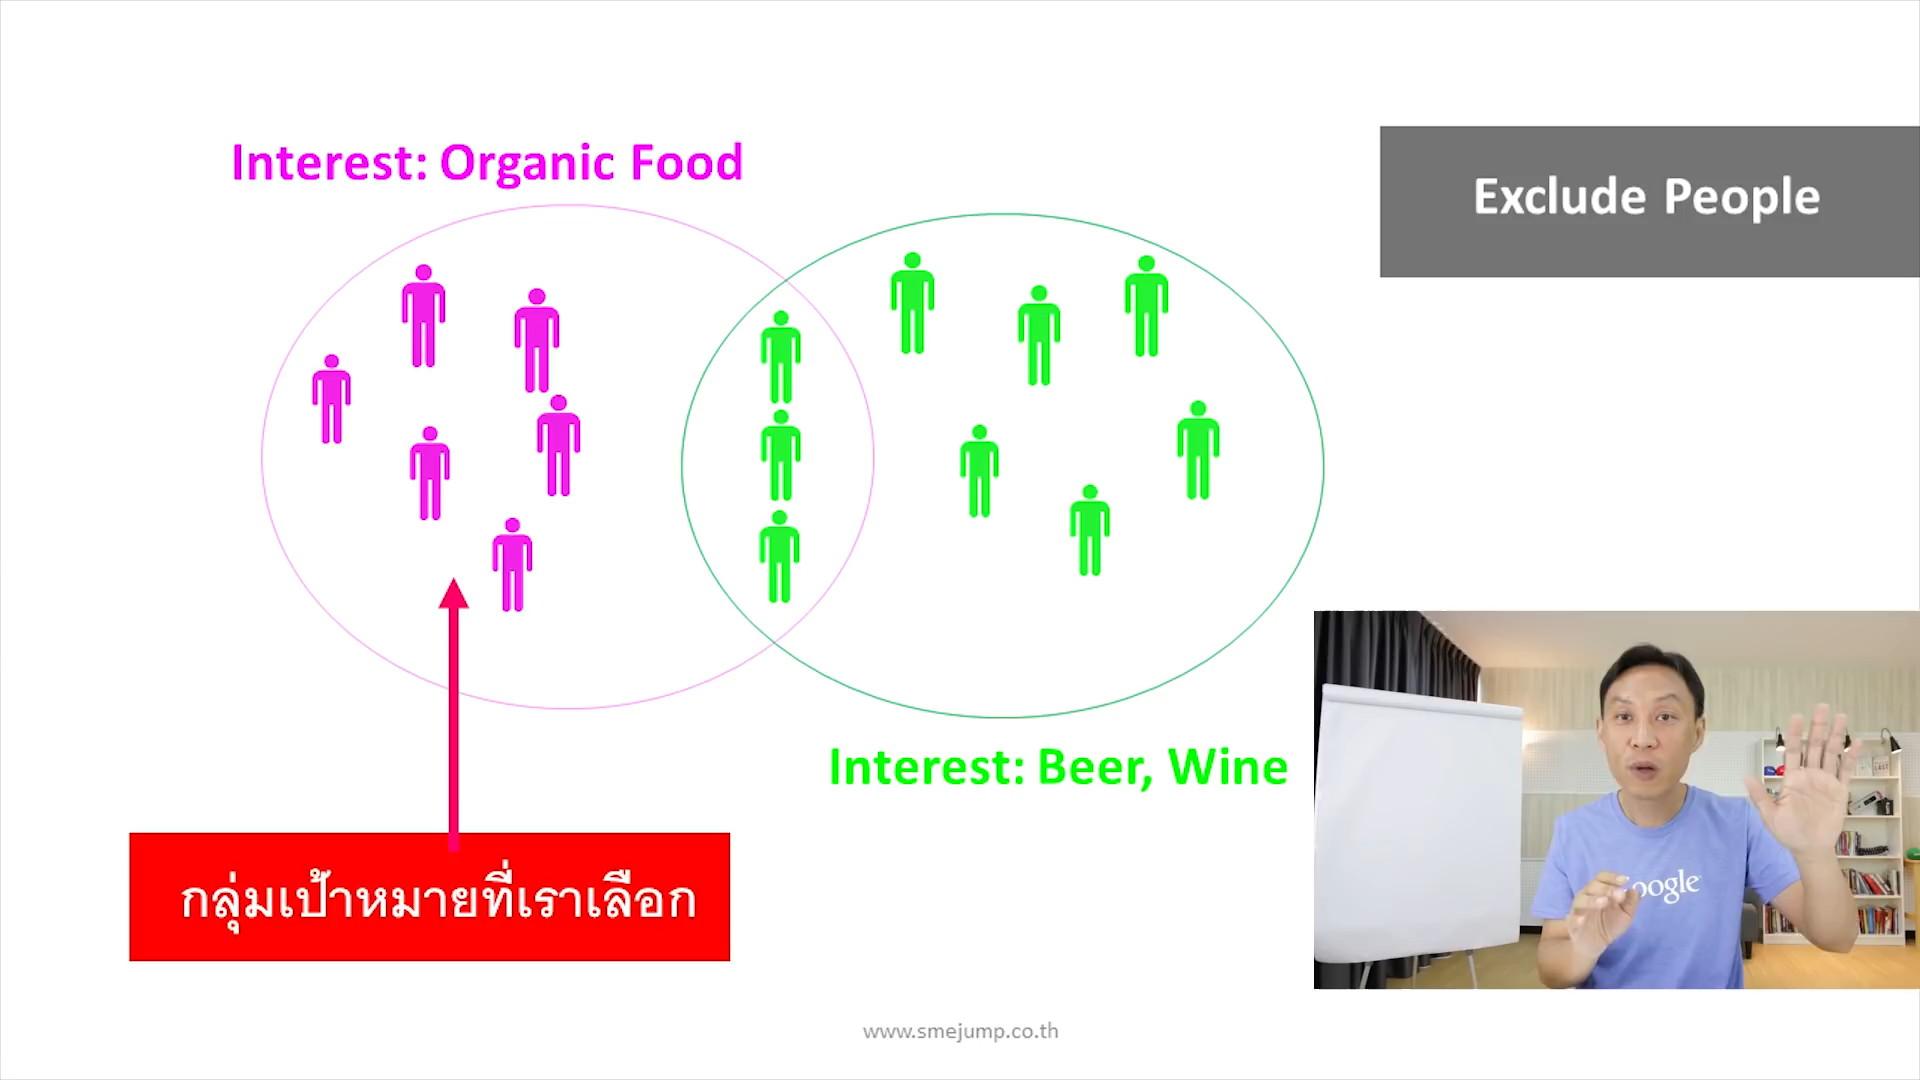 Interest: Organic Food
Exclude People
Interest: Beer, Wine
กลุ่มเป้าหมายที่เราเลือก
oogle
www.smejump.co.th